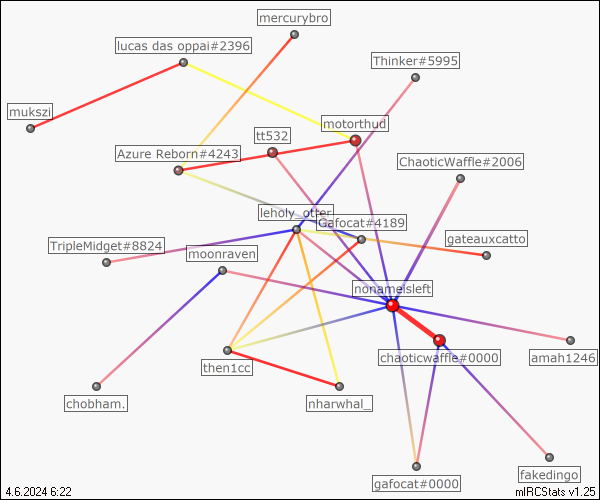 mercurybro
lucas das oppai#2396
Thinker#5995
mukszi
motorthud
tt532
Azure Reborn#4243
ChaoticWaffle#2006
leholy_otter
Gafocat#4189
TripleMidget#8824
moonraven
gateauxcatto
nonameisleft
then1cc
chaoticwaffle#0000
amah1246
chobham.
nharwhal_
gafocat#0000
fakedingo
4.6.2024 6:22
mIRCStats v1.25